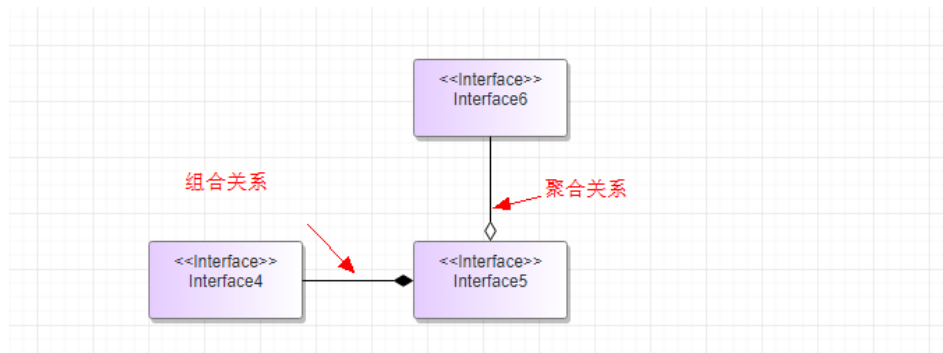 <<Interface>>
Interface6
组合关系
聚合关系
<<Interface>>
Interface4
<<Interface>>
Interface5